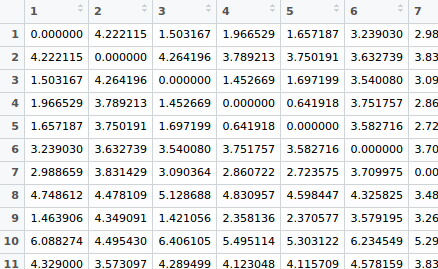 1 2 3 4 5 6 7
1 0.000000 4.222115 1.503167 1.966529 1.657187 3.239030 2.98
2 4.222115 0.000000 4.264196 3.789213 3.750191 3.632739 3.83
3 1.503167 4.264196 0.000000 1.452669 1.697199 3.540080 3.09
4 1.966529 3.789213 1.452669 0.000000 0.641918 3.751757 2.86
5 1.657187 3.750191 1.697199 0.641918 0.000000 3.582716 2.72
6 3.239030 3.632739 3.540080 3.751757 3.582716 0.000000 3.70
7 2.988659 3.831429 3.090364 2.860722 2.723575 3.709975 0.00
8 4.748612 4.478109 5.128688 4.830957 4.598447 4.325825 3.48
9 1.463906 4.349091 1.421056 2.358136 2.370577 3.579195 3.26
10 6.088274 4.495430 6.406105 5.495114 5.303122 6.234549 5.29
11 4.329000 3.573097 4.289499 4.123048 4.115709 4.578159 3.83